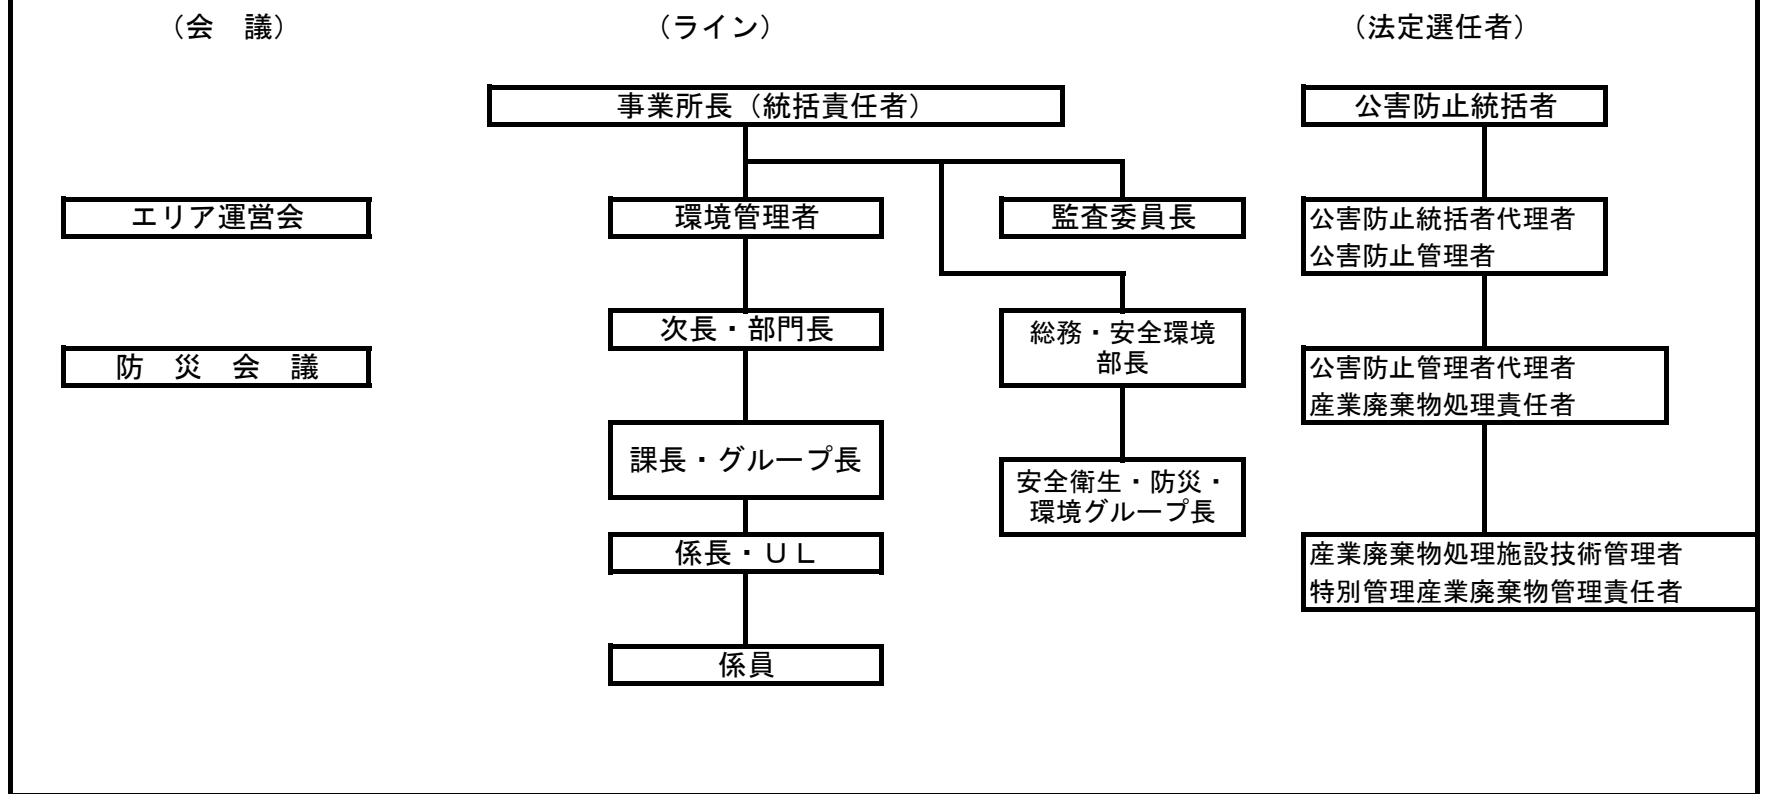 （会　議）
（ライン）
（法定選任者）
事業所長（統括責任者）
公害防止統括者
エリア運営会
環境管理者
監査委員長
公害防止統括者代理者
公害防止管理者
次長・部門長
総務・安全環境
部長
防　災　会　議
公害防止管理者代理者
産業廃棄物処理責任者
課長・グループ長
安全衛生・防災・
環境グループ長
係長・ＵＬ
産業廃棄物処理施設技術管理者
特別管理産業廃棄物管理責任者
係員